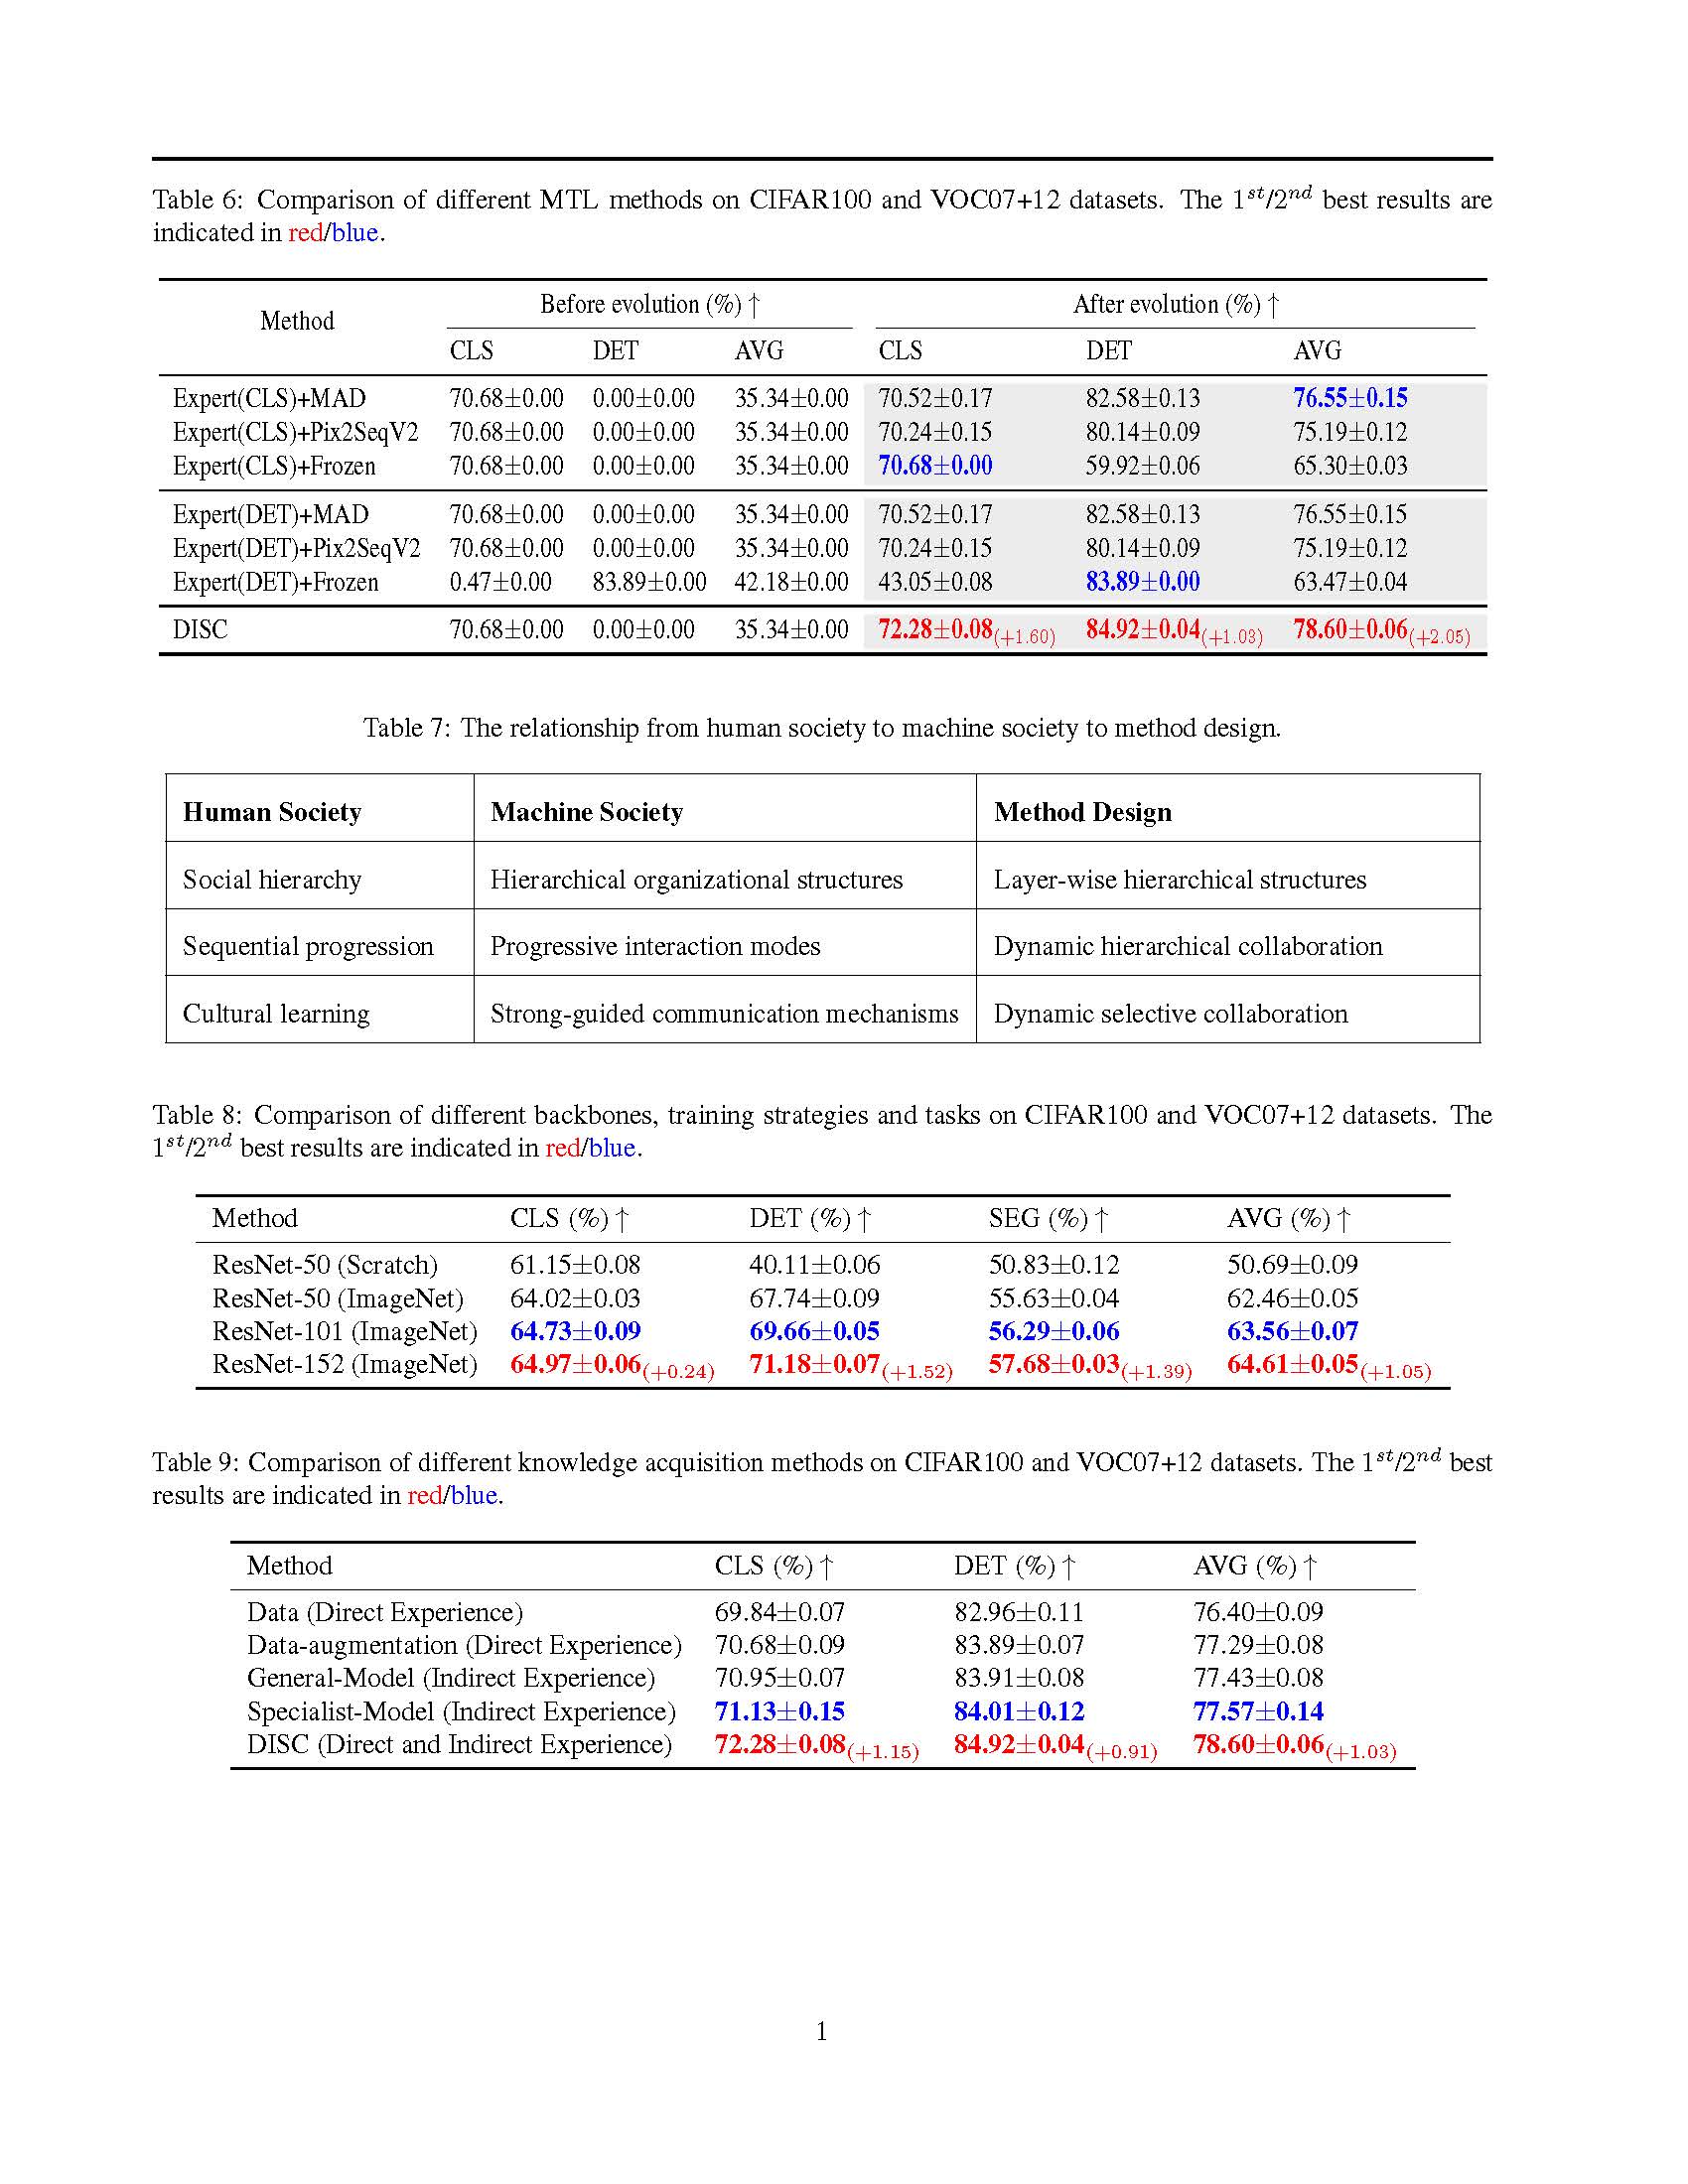 Table 6: Comparison of different MTL methods on CIFAR100 and VOC07+12 datasets. The 1st/2nd best results are
indicated in red/blue.
Method Before evolution (%) ↑ After evolution (%) ↑
CLS DET AVG CLS DET AVG
Expert(CLS)+MAD 70.68±0.00 0.00±0.00 35.34±0.00 70.52±0.17 82.58±0.13 76.55±0.15
Expert(CLS)+Pix2SeqV2 70.68±0.00 0.00±0.00 35.34±0.00 70.24±0.15 80.14±0.09 75.19±0.12
Expert(CLS)+Frozen 70.68±0.00 0.00±0.00 35.34±0.00 70.68±0.00 59.92±0.06 65.30±0.03
Expert(DET)+MAD 70.68±0.00 0.00±0.00 35.34±0.00 70.52±0.17 82.58±0.13 76.55±0.15
Expert(DET)+Pix2SeqV2 70.68±0.00 0.00±0.00 35.34±0.00 70.24±0.15 80.14±0.09 75.19±0.12
Expert(DET)+Frozen 0.47±0.00 83.89±0.00 42.18±0.00 43.05±0.08 83.89±0.00 63.47±0.04
DISC 70.68±0.00 0.00±0.00 35.34±0.00 72.28±0.08(+1.60) 84.92±0.04(+1.03) 78.60±0.06(+2.05)
Table 7: The relationship from human society to machine society to method design.
Human Society Machine Society Method Design
Social hierarchy Hierarchical organizational structures Layer-wise hierarchical structures
Sequential progression Progressive interaction modes Dynamic hierarchical collaboration
Cultural learning Strong-guided communication mechanisms Dynamic selective collaboration
Table 8: Comparison of different backbones, training strategies and tasks on CIFAR100 and VOC07+12 datasets. The
1st/2nd best results are indicated in red/blue.
Method CLS (%) ↑ DET (%) ↑ SEG (%) ↑ AVG (%) ↑
ResNet-50 (Scratch) 61.15±0.08 40.11±0.06 50.83±0.12 50.69±0.09
ResNet-50 (ImageNet) 64.02±0.03 67.74±0.09 55.63±0.04 62.46±0.05
ResNet-101 (ImageNet) 64.73±0.09 69.66±0.05 56.29±0.06 63.56±0.07
ResNet-152 (ImageNet) 64.97±0.06(+0.24) 71.18±0.07(+1.52) 57.68±0.03(+1.39) 64.61±0.05(+1.05)
Table 9: Comparison of different knowledge acquisition methods on CIFAR100 and VOC07+12 datasets. The 1st/2nd best
results are indicated in red/blue.
Method CLS (%) ↑ DET (%) ↑ AVG (%) ↑
Data (Direct Experience) 69.84±0.07 82.96±0.11 76.40±0.09
Data-augmentation (Direct Experience) 70.68±0.09 83.89±0.07 77.29±0.08
General-Model (Indirect Experience) 70.95±0.07 83.91±0.08 77.43±0.08
Specialist-Model (Indirect Experience) 71.13±0.15 84.01±0.12 77.57±0.14
DISC (Direct and Indirect Experience) 72.28±0.08(+1.15) 84.92±0.04(+0.91) 78.60±0.06(+1.03)
1